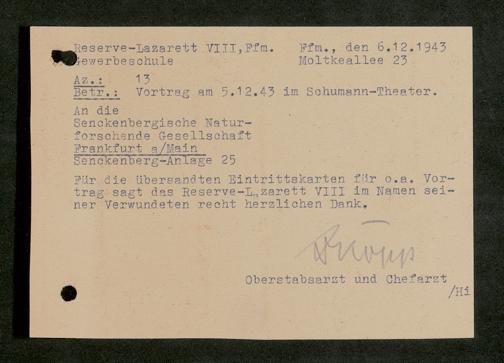 Reserve-Lazarett VIII, Ffm. Ffm., den 6.12.1943
Gewerbeschule Moltkeallee 23
Az.: 13
Betr.: Vortrag am 5.12.43 im Schumann-Theater.
An die
Senckenbergische Natur-
forschende Gesellschaft
Frankfurt a/Main
Senckenberg-Anlage 25
Für die übersandten Eintrittskarten für o.a. Vor-
trag sagt das Reserve-L,zarett VIII im Namen sei-
ner Verwundeten recht herzlichen Dank.
Oberstabsarzt und Chefarzt
/Hi